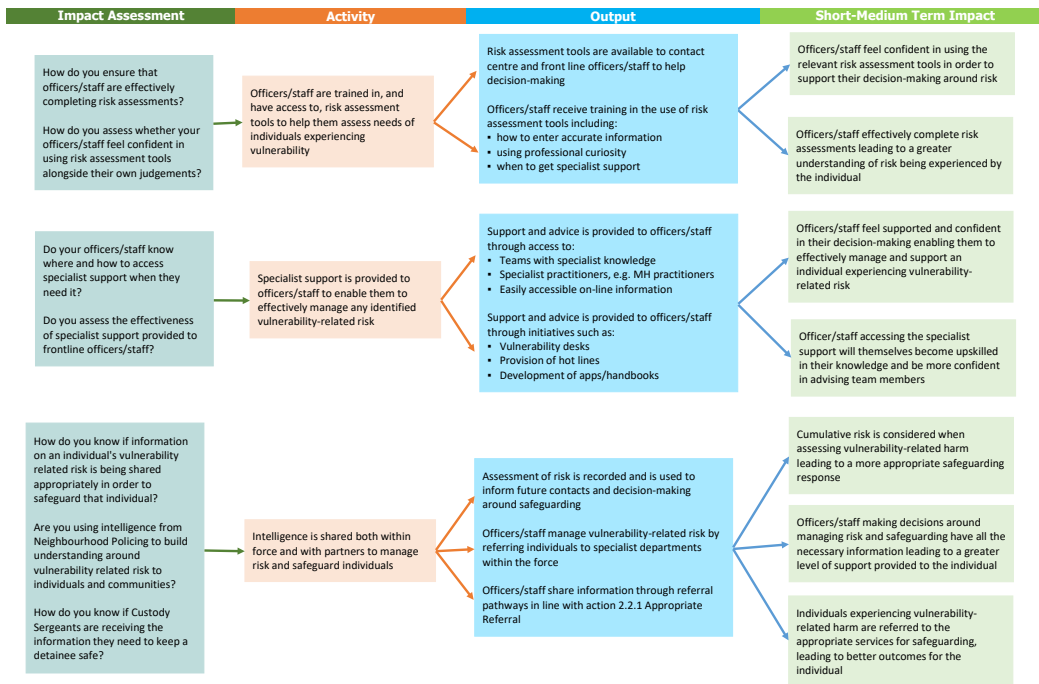 Impact Assessment
Activity
Output
Short-Medium Term Impact
How do you ensure that
officers/staff are effectively
completing risk assessments?
How do you assess whether your
officers/staff feel confident in
using risk assessment tools
alongside their own judgements?
Officers/staff are trained in, and
have access to, risk assessment
tools to help them assess needs of
individuals experiencing
vulnerability
Risk assessment tools are available to contact
centre and front line officers/staff to help
decision-making
Officers/staff receive training in the use of risk
assessment tools including:
▪ how to enter accurate information
▪ using professional curiosity
▪ when to get specialist support
Officers/staff feel confident in using the
relevant risk assessment tools in order to
support their decision-making around risk
Officers/staff effectively complete risk
assessments leading to a greater
understanding of risk being experienced by
the individual
Do your officers/staff know
where and how to access
specialist support when they
need it?
Do you assess the effectiveness
of specialist support provided to
frontline officers/staff?
Specialist support is provided to
officers/staff to enable them to
effectively manage any identified
vulnerability-related risk
Support and advice is provided to officers/staff
through access to:
▪ Teams with specialist knowledge
▪ Specialist practitioners, e.g. MH practitioners
▪ Easily accessible on-line information
Support and advice is provided to officers/staff
through initiatives such as:
▪ Vulnerability desks
▪ Provision of hot lines
▪ Development of apps/handbooks
Officers/staff feel supported and confident
in their decision-making enabling them to
effectively manage and support an
individual experiencing vulnerability-
related risk
Officer/staff accessing the specialist
support will themselves become upskilled
in their knowledge and be more confident
in advising team members
How do you know if information
on an individual's vulnerability
related risk is being shared
appropriately in order to
safeguard that individual?
Are you using intelligence from
Neighbourhood Policing to build
understanding around
vulnerability related risk to
individuals and communities?
How do you know if Custody
Sergeants are receiving the
information they need to keep a
detainee safe?
Intelligence is shared both within
force and with partners to manage
risk and safeguard individuals
Assessment of risk is recorded and is used to
inform future contacts and decision-making
around safeguarding
Officers/staff manage vulnerability-related risk by
referring individuals to specialist departments
within the force
Officers/staff share information through referral
pathways in line with action 2.2.1 Appropriate
Referral
Cumulative risk is considered when
assessing vulnerability-related harm
leading to a more appropriate safeguarding
response
Officers/staff making decisions around
managing risk and safeguarding have all the
necessary information leading to a greater
level of support provided to the individual
Individuals experiencing vulnerability-
related harm are referred to the
appropriate services for safeguarding,
leading to better outcomes for the
individual